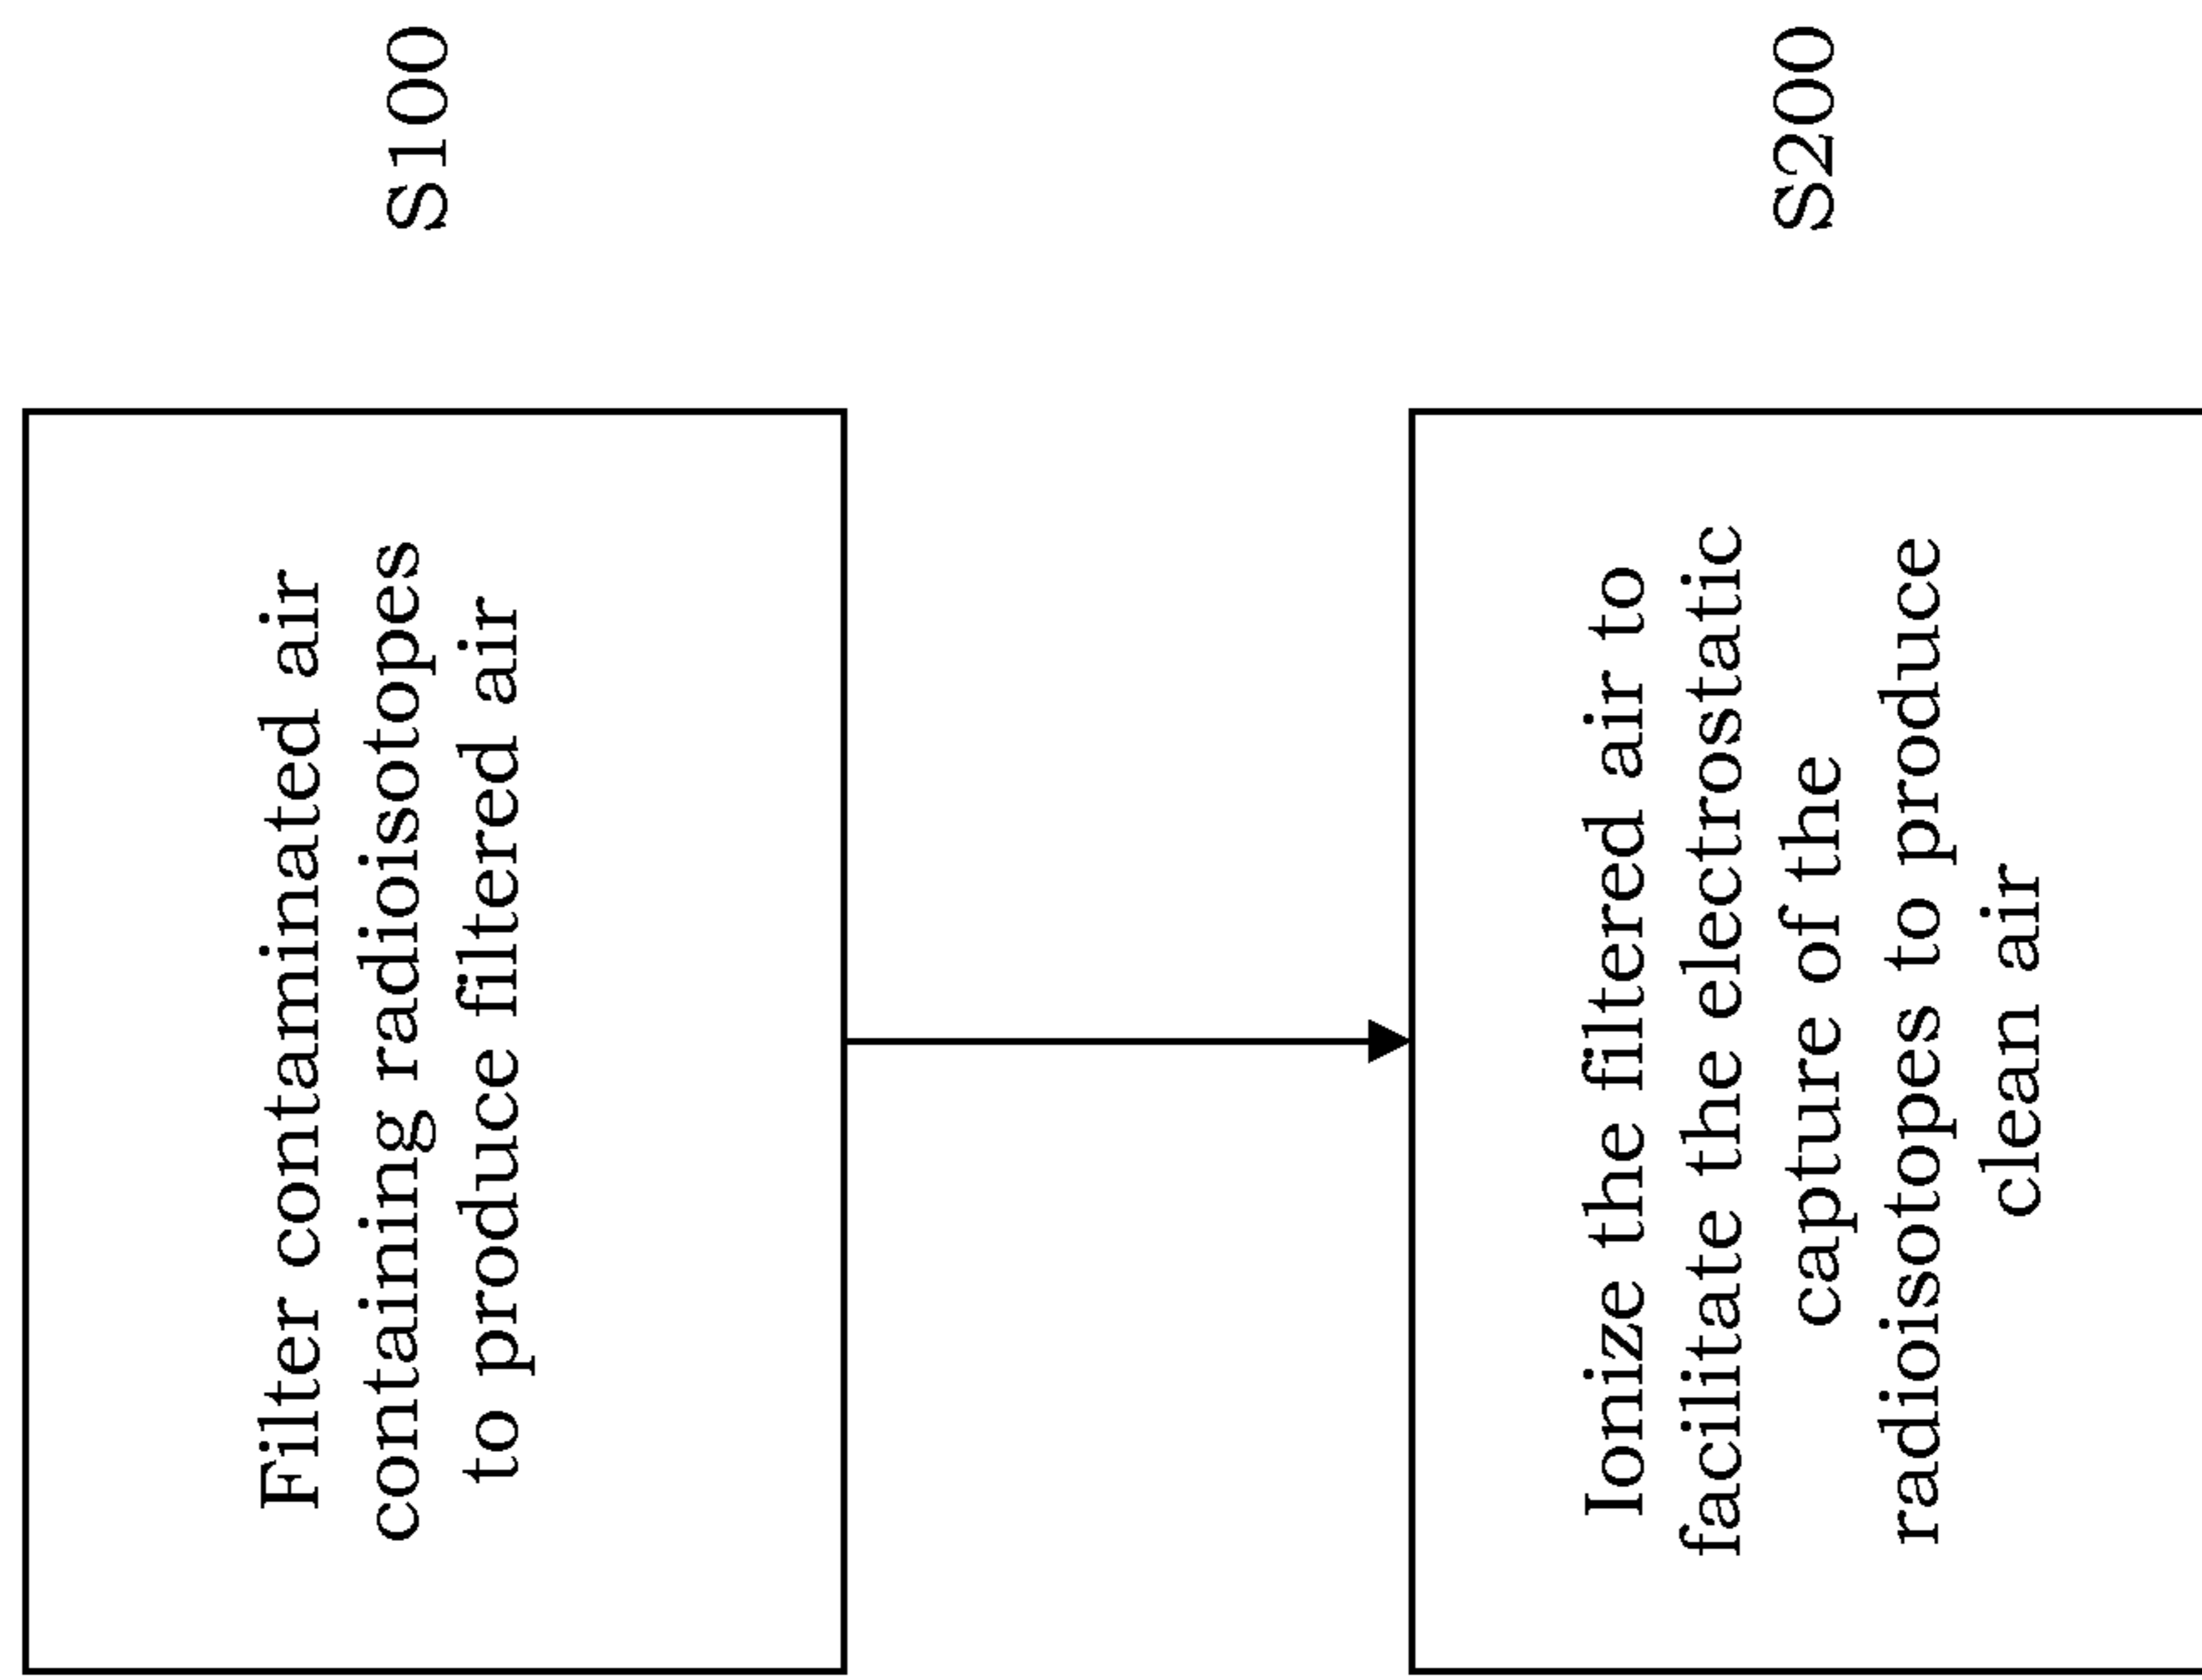 Filter contaminated air
containing radioisotopes
to produce filtered air
S100
Ionize the filtered air to
facilitate the electrostatic
capture of the
radioisotopes to produce
clean air
S200